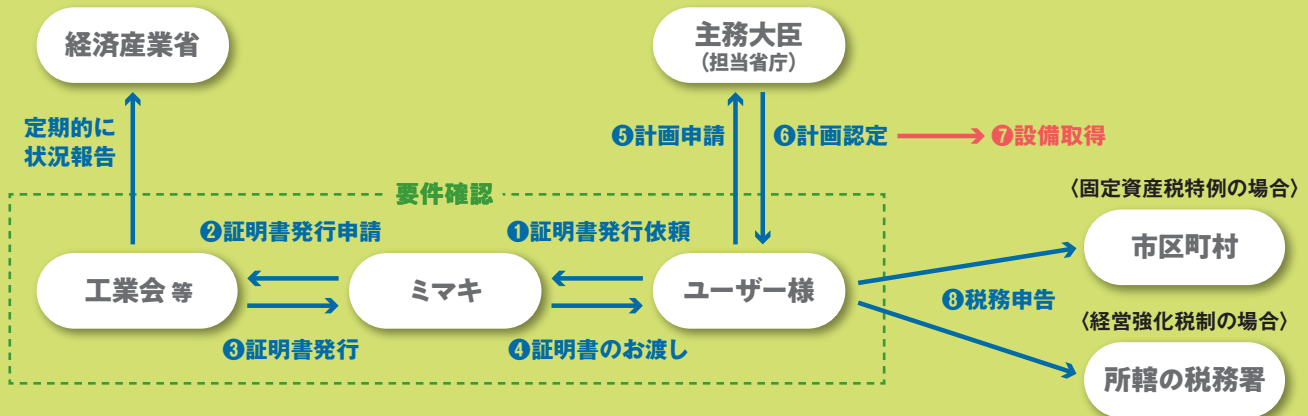 経済産業省
主務大臣
(担当省庁)
定期的に
状況報告
❺計画申請
❻計画認定
❼設備取得
要件確認
〈固定資産税特例の場合〉
❷証明書発行申請
❶証明書発行依頼
市区町村
工業会 等
ミマキ
ユーザー様
❽税務申告
〈経営強化税制の場合〉
❸証明書発行
❹証明書のお渡し
所轄の税務署